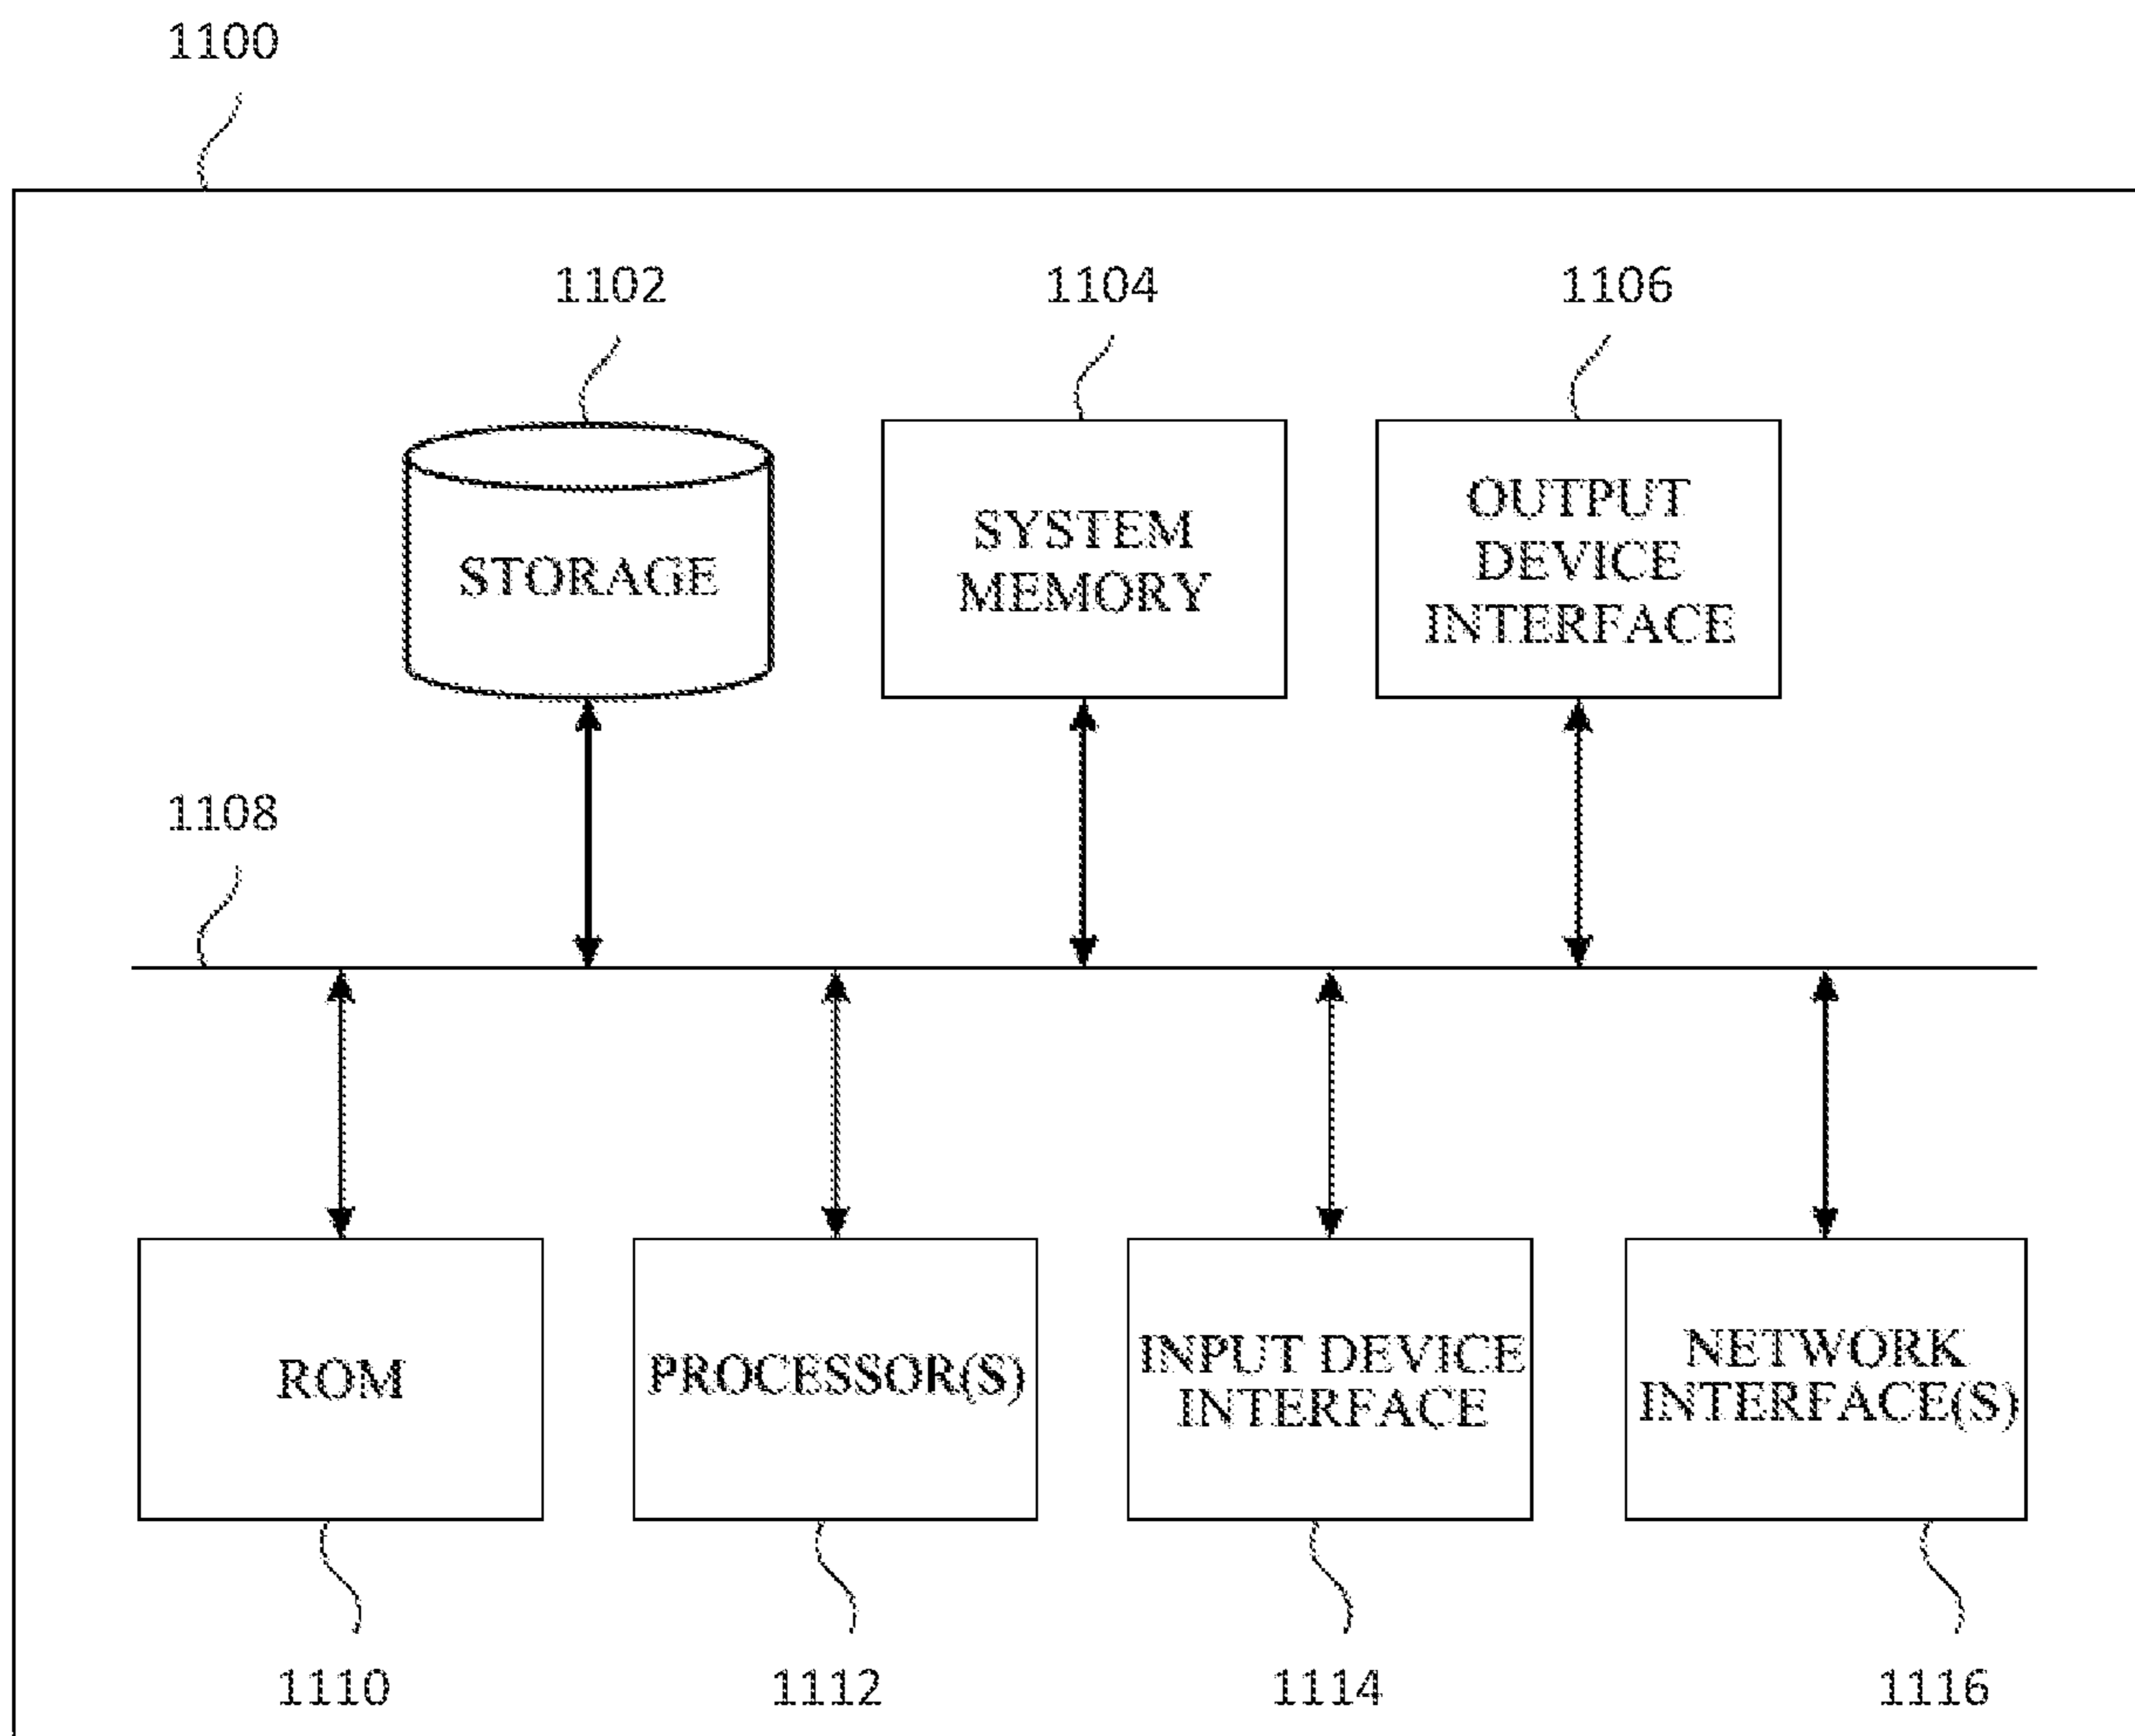 1100
1102
1104
1106
STORAGE
SYSTEM
MEMORY
OUTPUT
DEVICE
INTERFACE
1108
ROM
PROCESSOR(S)
INPUT DEVICE
INTERFACE
NETWORK
INTERFACE(S)
1110
1112
1114
1116